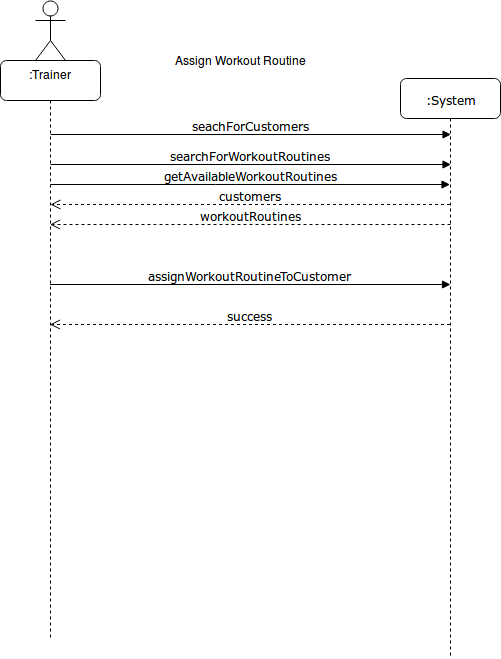 Assign Workout Routine
:Trainer
:System
seachForCustomers
searchForWorkoutRoutines
getAvailableWorkoutRoutines
customers
workoutRoutines
assignWorkoutRoutineToCustomer
success